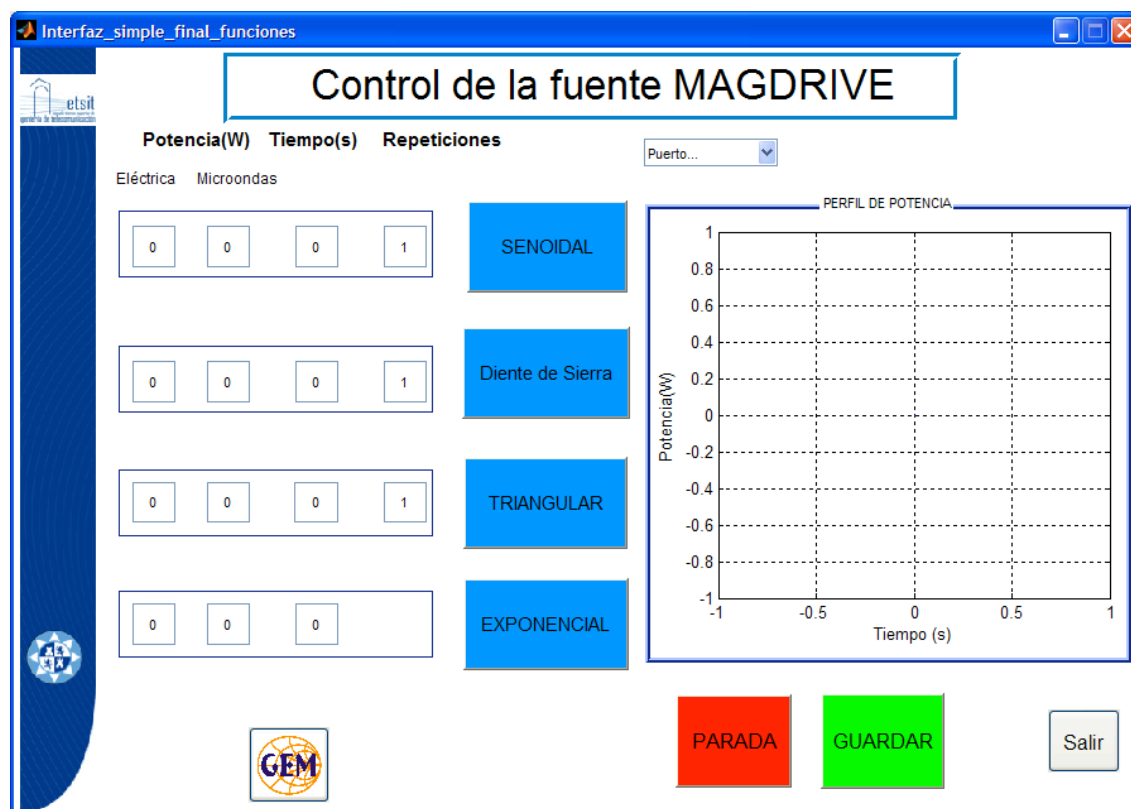 Interfaz_simple_final_funciones
Control de la fuente MAGDRIVE
etsit
Potencia(W) Tiempo(s) Repeticiones
Puerto...
Eléctrica Microondas
0 0 0 1
SENOIDAL
0 0 0 1
Diente de Sierra
0 0 0 1
TRIANGULAR
0 0 0
EXPONENCIAL
PERFIL DE POTENCIA
Potencia(W)
1
0.8
0.6
0.4
0.2
0
-0.2
-0.4
-0.6
-0.8
-1
-1 -0.5 0 0.5 1
Tiempo (s)
GEM
PARADA
GUARDAR
Salir